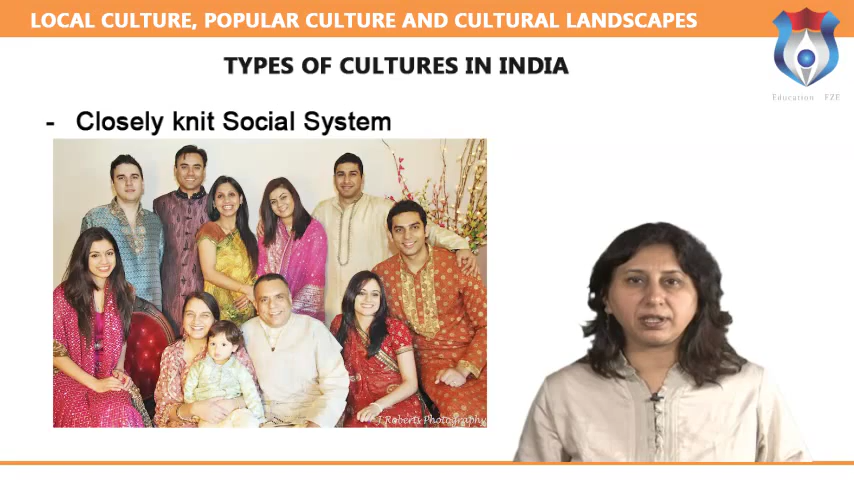 LOCAL CULTURE, POPULAR CULTURE AND CULTURAL LANDSCAPES
TYPES OF CULTURES IN INDIA
Education FZE
- Closely knit Social System
J Roberts Photography